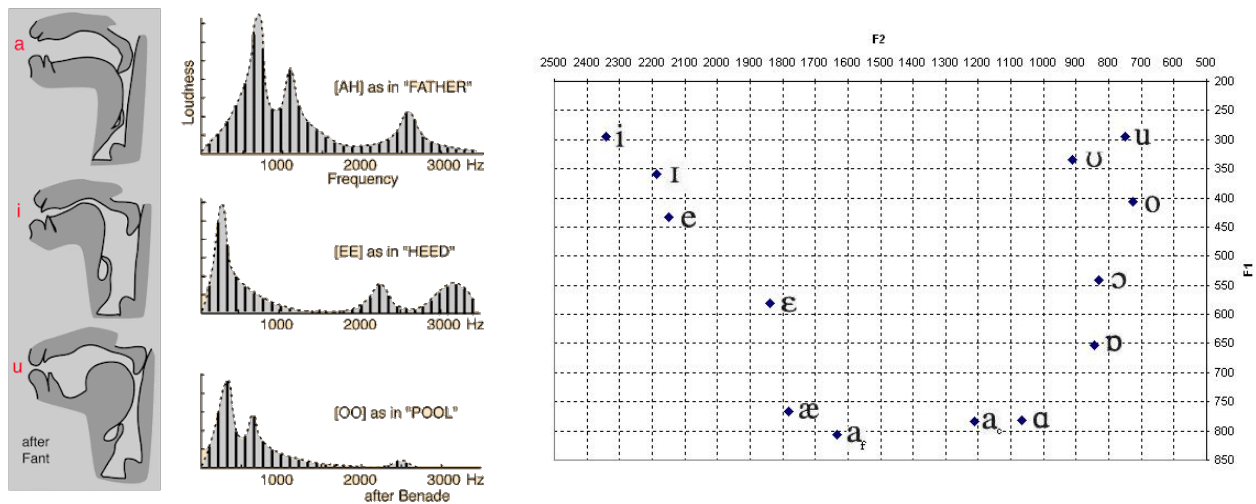 a
i
u
after
Fant
Loudness
[AH] as in "FATHER"
1000 2000 3000 Hz
Frequency
[EE] as in "HEED"
1000 2000 3000 Hz
[OO] as in "POOL"
1000 2000 3000 Hz
after Benade
F2
2500 2400 2300 2200 2100 2000 1900 1800 1700 1600 1500 1400 1300 1200 1100 1000 900 800 700 600 500
200
250
300
350
400
450
500
550
600
650
700
750
800
850
F1
i
u
ʊ
ɪ
o
e
ɔ
ɛ
ɒ
æ
a f
a c
ɑ